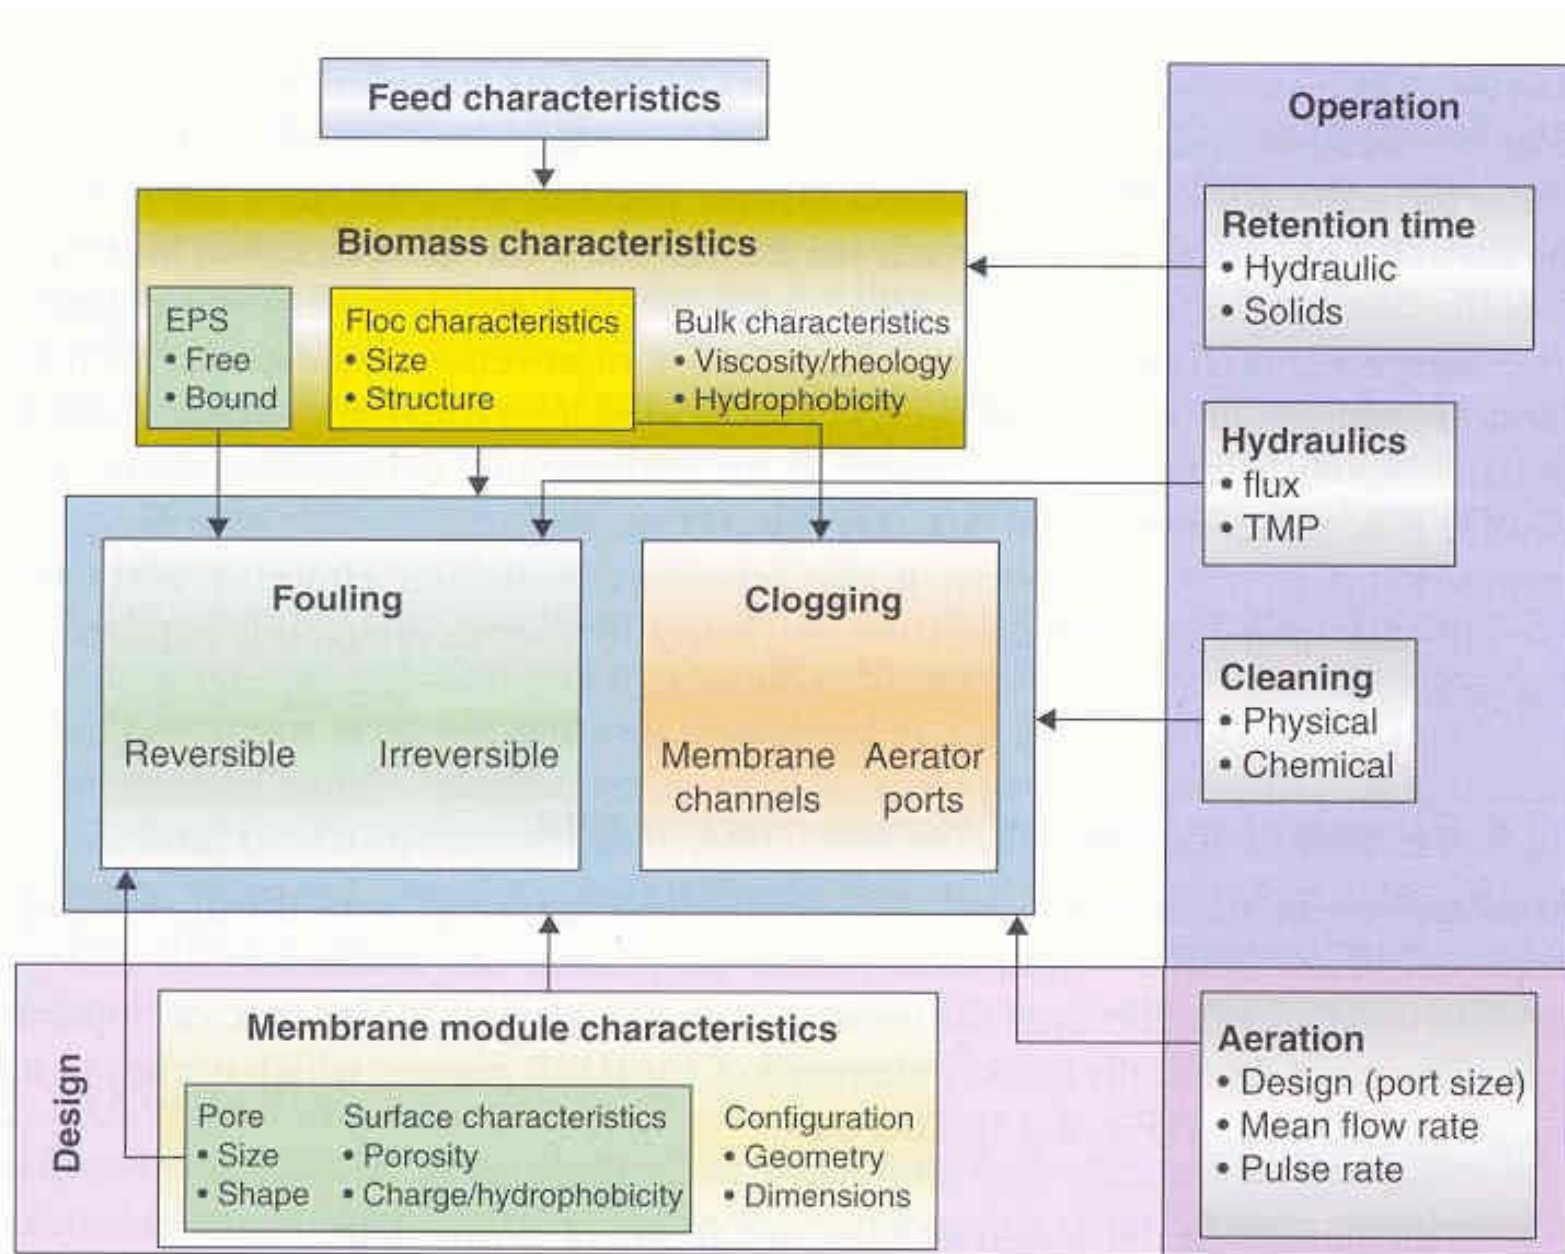 Feed characteristics
Biomass characteristics
EPS
• Free
• Bound
Floc characteristics
• Size
• Structure
Bulk characteristics
• Viscosity/rheology
• Hydrophobicity
Fouling
Reversible
Irreversible
Clogging
Membrane
channels
Aerator
ports
Operation
Retention time
• Hydraulic
• Solids
Hydraulics
• flux
• TMP
Cleaning
• Physical
• Chemical
Design
Membrane module characteristics
Pore
• Size
• Shape
Surface characteristics
• Porosity
• Charge/hydrophobicity
Configuration
• Geometry
• Dimensions
Aeration
• Design (port size)
• Mean flow rate
• Pulse rate